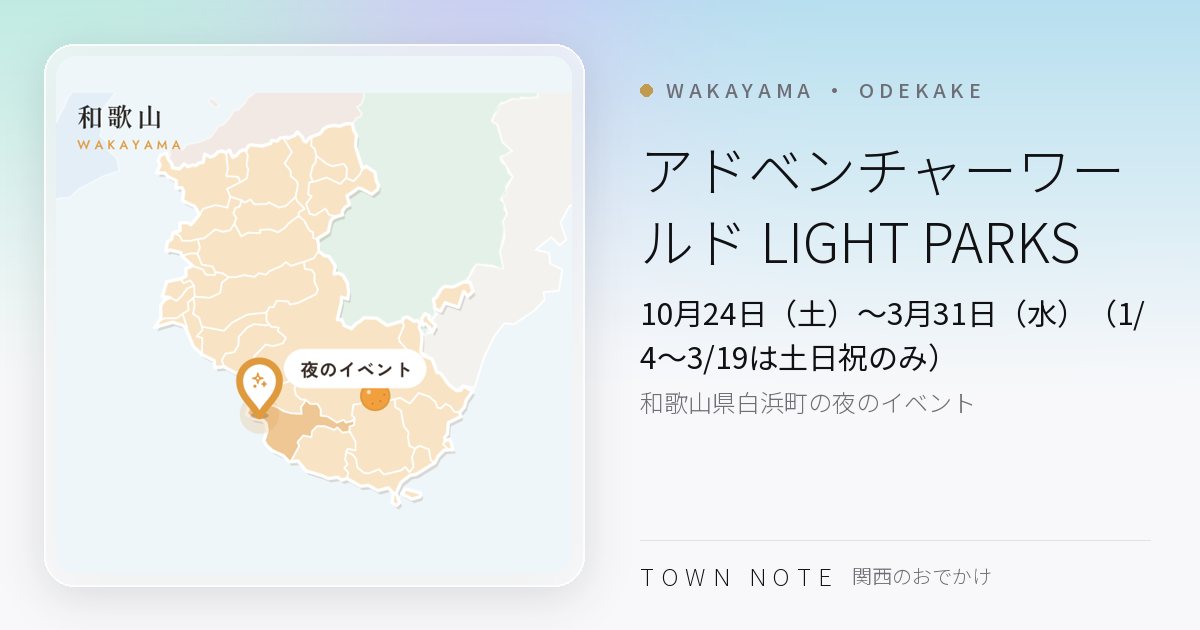 和歌山
WAKAYAMA
夜のイベント
WAKAYAMA • ODEKAKE
アドベンチャーワー
ルド LIGHT PARKS
10月24日（土）〜3月31日（水）（1/
4〜3/19は土日祝のみ）
和歌山県白浜町の夜のイベント
TOWN NOTE 関西のおでかけ